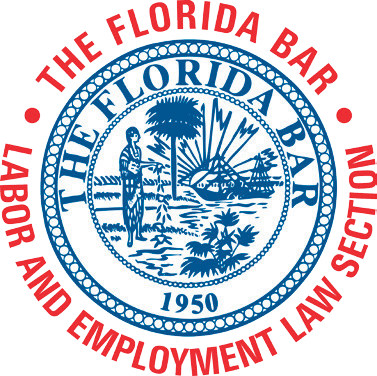 THE FLORIDA BAR
LABOR AND EMPLOYMENT LAW SECTION
THE FLORIDA BAR
1950